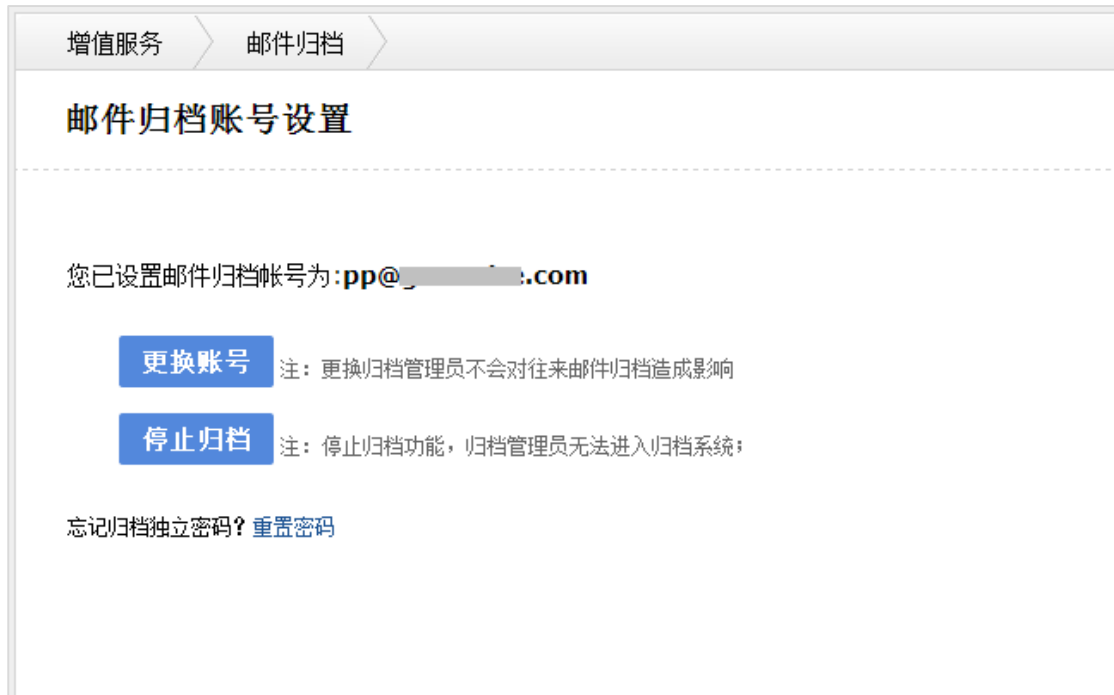 增值服务 邮件归档
邮件归档账号设置
您已设置邮件归档帐号为:pp@ .com
更换账号 注：更换归档管理员不会对往来邮件归档造成影响
停止归档 注：停止归档功能，归档管理员无法进入归档系统；
忘记归档独立密码？重置密码